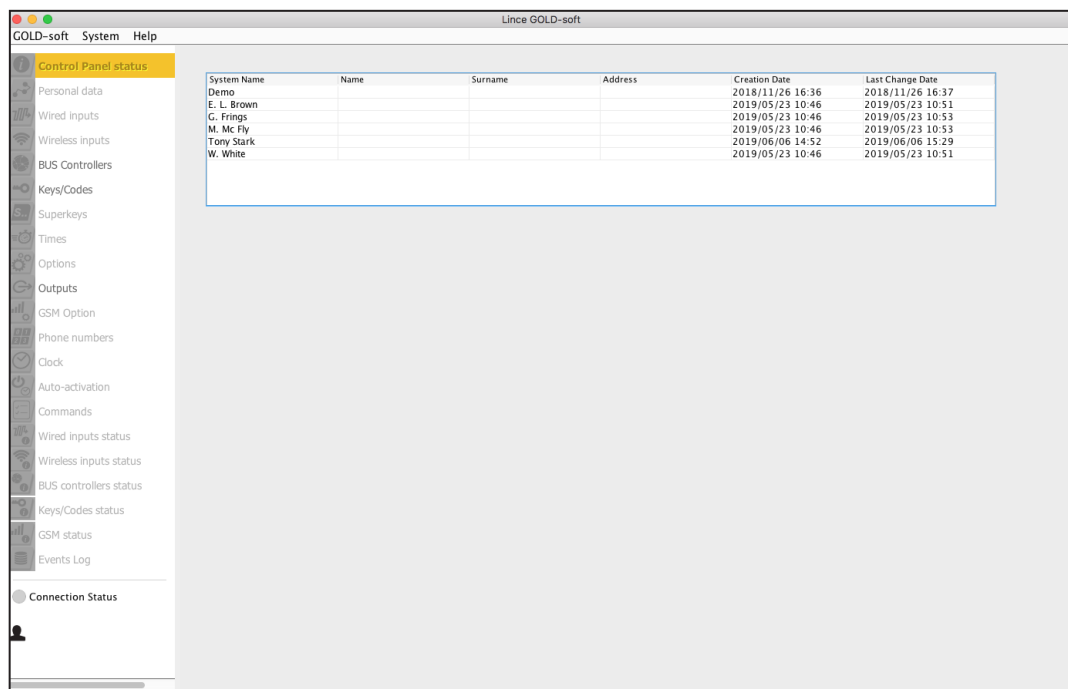 Lince GOLD-soft
GOLD-soft System Help
Control Panel status
Personal data
Wired inputs
Wireless inputs
BUS Controllers
Keys/Codes
Superkeys
Times
Options
Outputs
GSM Option
Phone numbers
Clock
Auto-activation
Commands
Wired inputs status
Wireless inputs status
BUS controllers status
Keys/Codes status
GSM status
Events Log
Connection Status
System Name Name Surname Address Creation Date Last Change Date
Demo 2018/11/26 16:36 2018/11/26 16:37
E. L. Brown 2019/05/23 10:46 2019/05/23 10:51
G. Frings 2019/05/23 10:46 2019/05/23 10:53
M. Mc Fly 2019/05/23 10:46 2019/05/23 10:53
Tony Stark 2019/06/06 14:52 2019/06/06 15:29
W. White 2019/05/23 10:46 2019/05/23 10:51